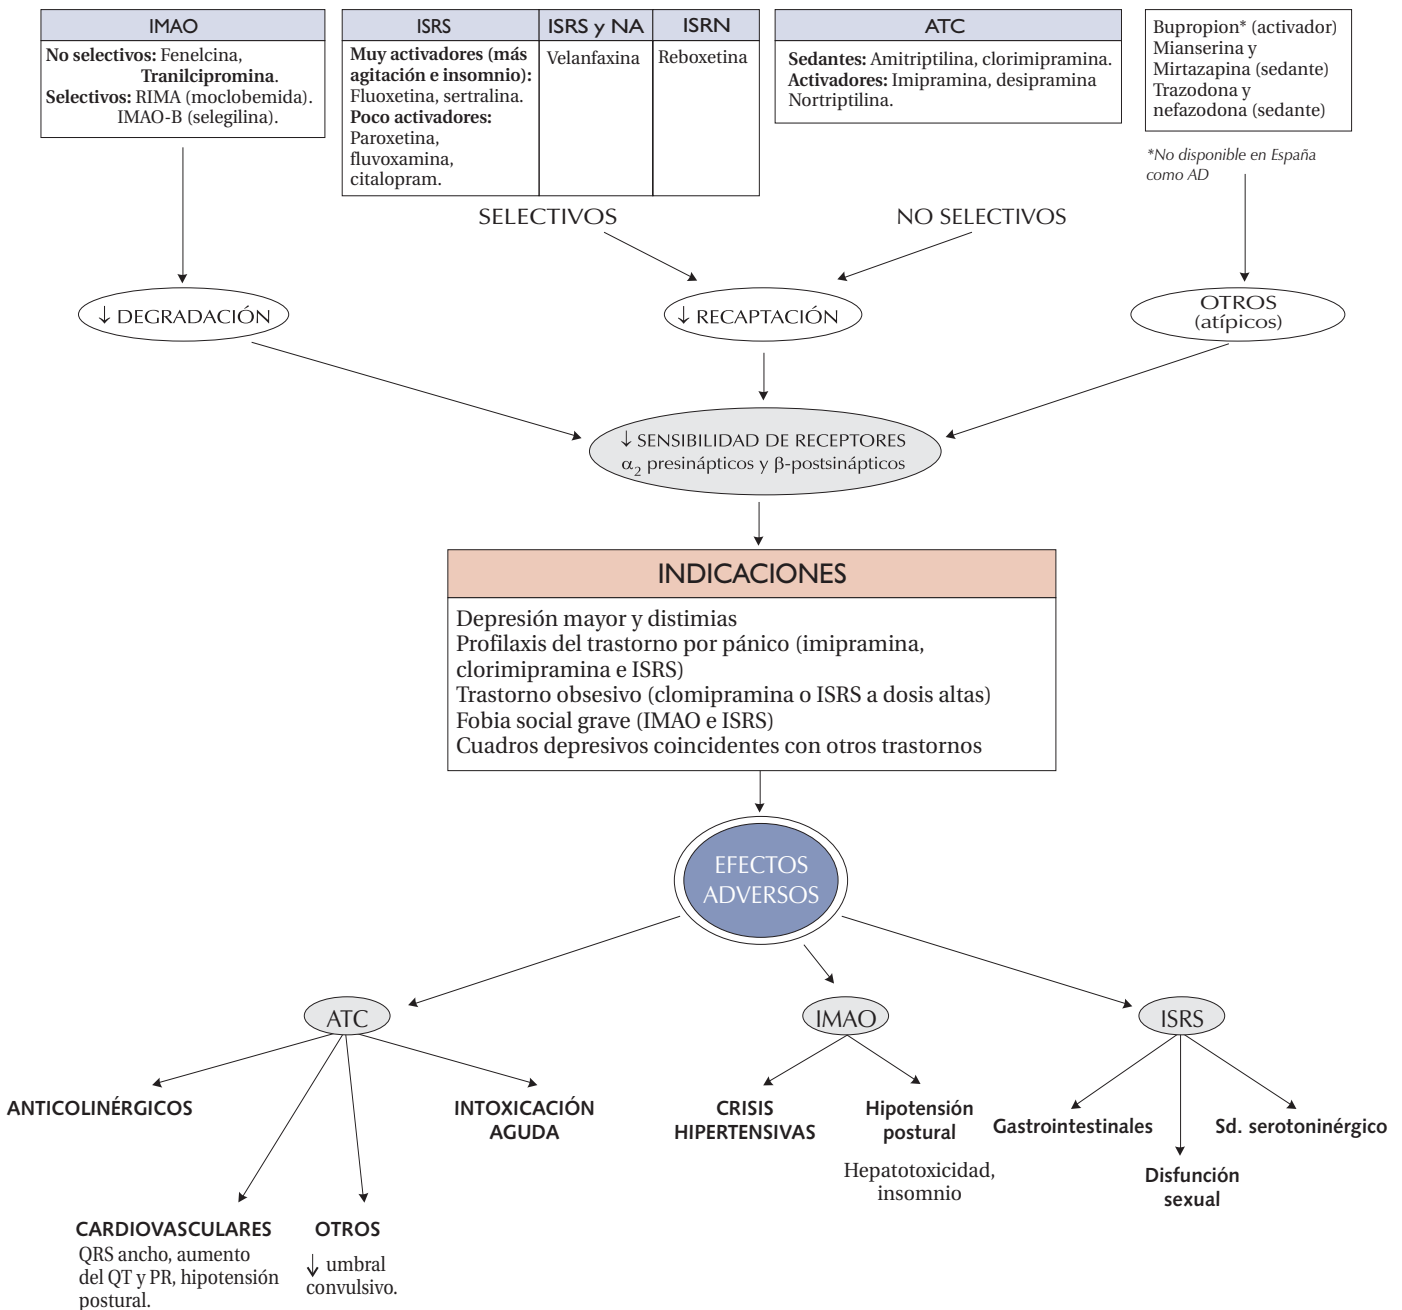 IMAO
No selectivos: Fenelcina,
Tranilcipromina.
Selectivos: RIMA (moclobemida).
IMAO-B (selegilina).
ISRS
Muy activadores (más
agitación e insomnio):
Fluoxetina, sertralina.
Poco activadores:
Paroxetina,
fluvoxamina,
citalopram.
ISRS y NA
Velanfaxina
ISRN
Reboxetina
ATC
Sedantes: Amitriptilina, clorimipramina.
Activadores: Imipramina, desipramina
Nortriptilina.
Bupropion* (activador)
Mianserina y
Mirtazapina (sedante)
Trazodona y
nefazodona (sedante)
*No disponible en España
como AD
SELECTIVOS
NO SELECTIVOS
↓ DEGRADACIÓN
↓ RECAPTACIÓN
OTROS
(atípicos)
↓ SENSIBILIDAD DE RECEPTORES
α2 presinápticos y β-postsinápticos
INDICACIONES
Depresión mayor y distimias
Profilaxis del trastorno por pánico (imipramina,
clorimipramina e ISRS)
Trastorno obsesivo (clomipramina o ISRS a dosis altas)
Fobia social grave (IMAO e ISRS)
Cuadros depresivos coincidentes con otros trastornos
EFECTOS
ADVERSOS
ATC
IMAO
ISRS
ANTICOLINÉRGICOS
INTOXICACIÓN
AGUDA
CARDIOVASCULARES
QRS ancho, aumento
del QT y PR, hipotensión
postural.
OTROS
↓ umbral
convulsivo.
CRISIS
HIPERTENSIVAS
Hipotensión
postural
Hepatotoxicidad,
insomnio
Gastrointestinales
Disfunción
sexual
Sd. serotoninérgico